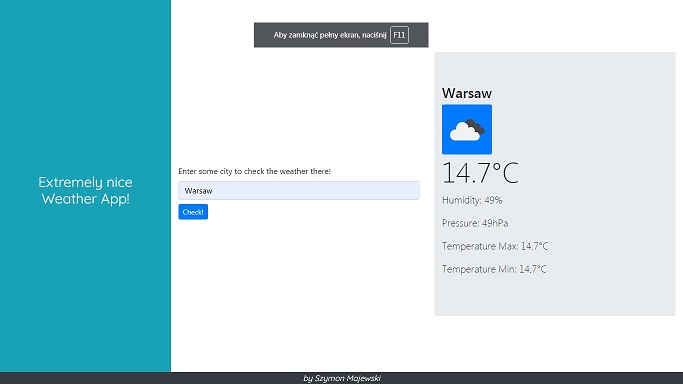 Aby zamknąć pełny ekran, naciśnij F11
Extremely nice
Weather App!
Enter some city to check the weather there!
Warsaw
Check!
Warsaw
14.7°C
Humidity: 49%
Pressure: 49hPa
Temperature Max: 14.7°C
Temperature Min: 14.7°C
by Szymon Majewski